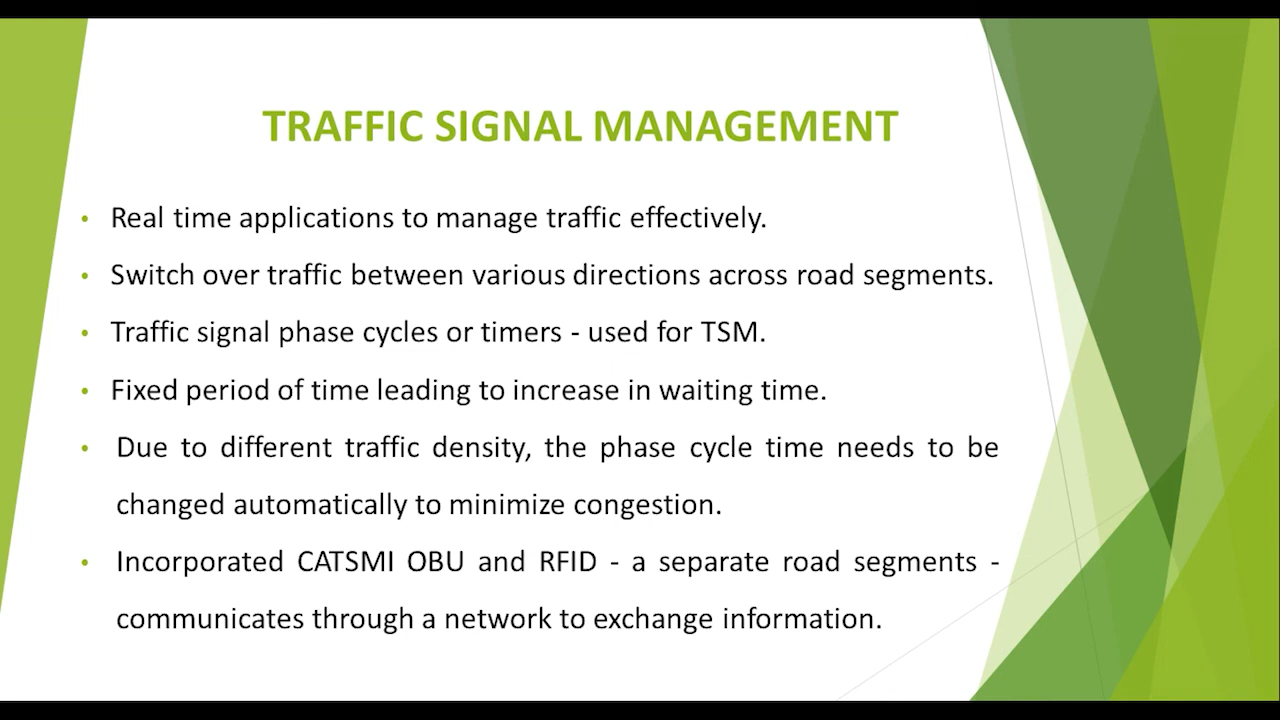 TRAFFIC SIGNAL MANAGEMENT
• Real time applications to manage traffic effectively.
• Switch over traffic between various directions across road segments.
• Traffic signal phase cycles or timers - used for TSM.
• Fixed period of time leading to increase in waiting time.
• Due to different traffic density, the phase cycle time needs to be
changed automatically to minimize congestion.
• Incorporated CATSMI OBU and RFID - a separate road segments -
communicates through a network to exchange information.